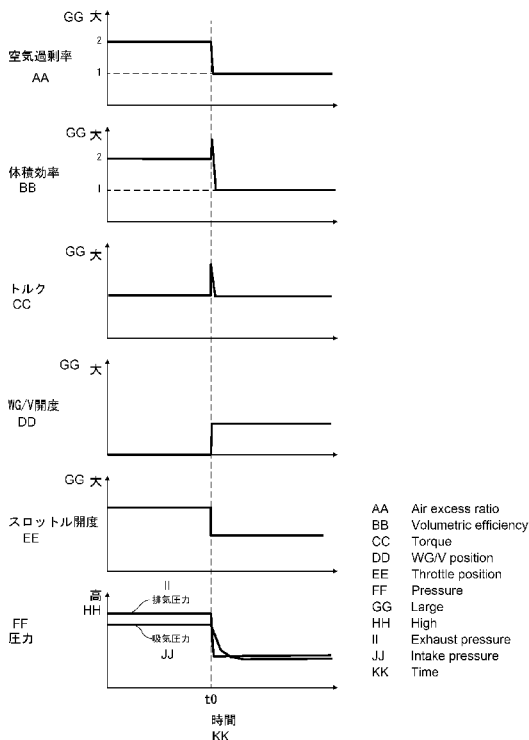 GG 大
2
空気過剰率
AA
1
GG 大
2
体積効率
BB
1
GG 大
トルク
CC
GG 大
WG/V開度
DD
GG 大
スロットル開度
EE
II
高
HH
排気圧力
FF
圧力
吸気圧力
JJ
t0
時間
KK
AA Air excess ratio
BB Volumetric efficiency
CC Torque
DD WG/V position
EE Throttle position
FF Pressure
GG Large
HH High
II Exhaust pressure
JJ Intake pressure
KK Time